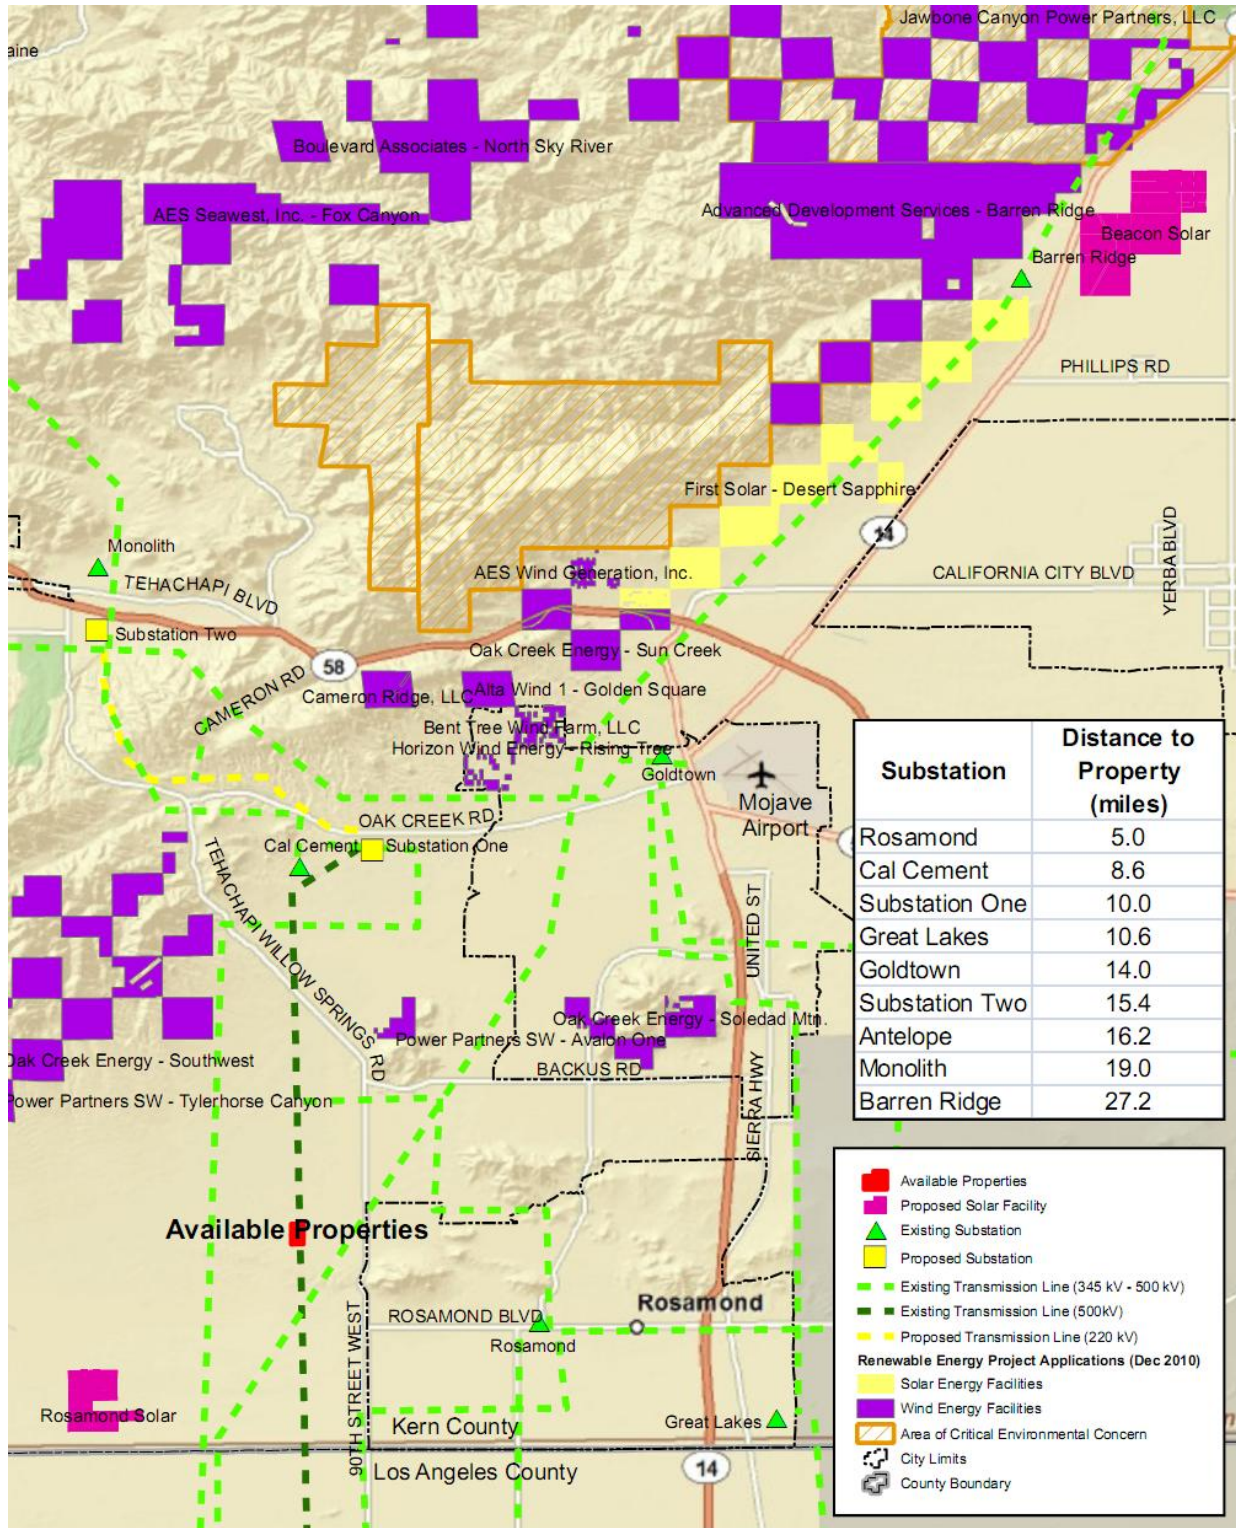 Jawbone Canyon Power Partners, LLC
aine
Boulevard Associates - North Sky River
AES Seawest, Inc. - Fox Canyon
Advanced Development Services - Barren Ridge
Beacon Solar
Barren Ridge
PHILLIPS RD
First Solar - Desert Sapphire
14
YERBA BLVD
Monolith
TEHACHAPI BLVD
AES Wind Generation, Inc.
CALIFORNIA CITY BLVD
Substation Two
58
Oak Creek Energy - Sun Creek
CAMERON RD
Cameron Ridge, LLC
Alta Wind 1 - Golden Square
Bent Tree Wind Farm, LLC
Horizon Wind Energy - Rising Tree
Goldtown
Mojave
Airport
OAK CREEK RD
Cal Cement
Substation One
TEHACHAPI WILLOW SPRINGS RD
UNITED ST
Oak Creek Energy - Soledad Mtn.
Power Partners SW - Avalon One
Oak Creek Energy - Southwest
BACKUS RD
SIERRA HWY
Power Partners SW - Tylerhorse Canyon
Available Properties
Rosamond
ROSAMOND BLVD
Rosamond
90TH STREET WEST
Rosamond Solar
Great Lakes
Kern County
Los Angeles County
14
Substation Distance to Property (miles)
Rosamond 5.0
Cal Cement 8.6
Substation One 10.0
Great Lakes 10.6
Goldtown 14.0
Substation Two 15.4
Antelope 16.2
Monolith 19.0
Barren Ridge 27.2
Available Properties
Proposed Solar Facility
Existing Substation
Proposed Substation
Existing Transmission Line (345 kV - 500 kV)
Existing Transmission Line (500kV)
Proposed Transmission Line (220 kV)
Renewable Energy Project Applications (Dec 2010)
Solar Energy Facilities
Wind Energy Facilities
Area of Critical Environmental Concern
City Limits
County Boundary